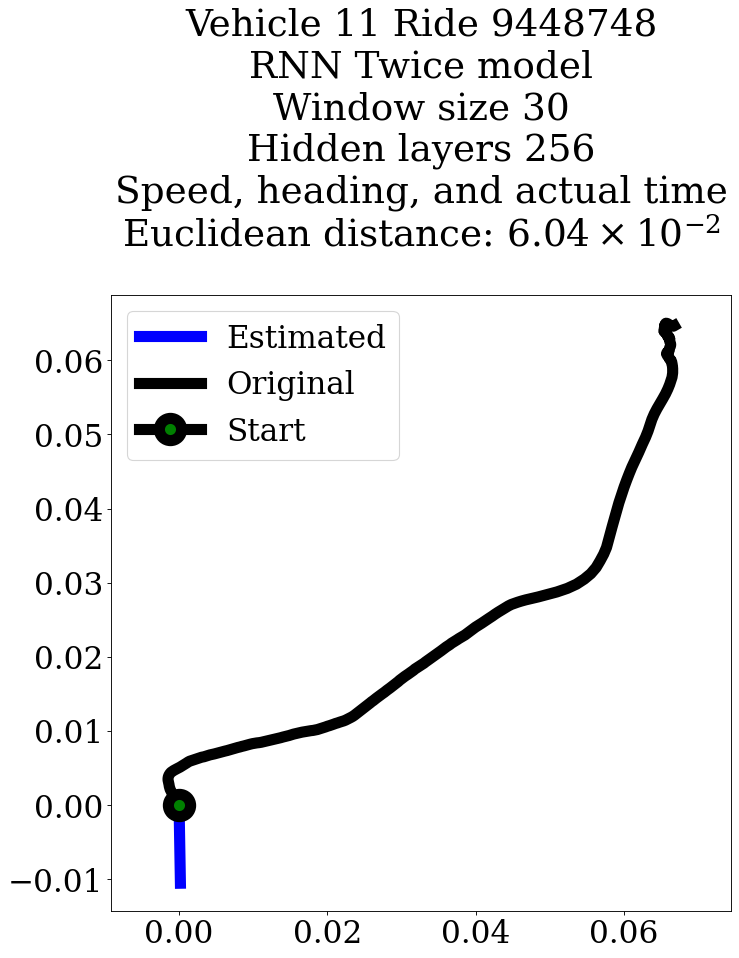 Vehicle 11 Ride 9448748
RNN Twice model
Window size 30
Hidden layers 256
Speed, heading, and actual time
Euclidean distance: 6.04 × 10⁻²
Estimated
Original
Start
0.06
0.05
0.04
0.03
0.02
0.01
0.00
−0.01
0.00 0.02 0.04 0.06